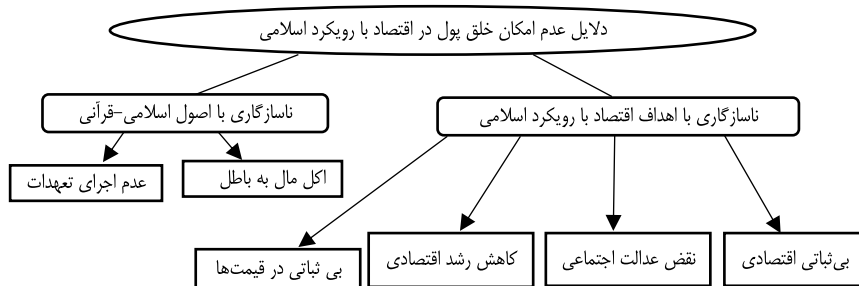 دلایل عدم امکان خلق پول در اقتصاد با رویکرد اسلامی
ناسازگاری با اهداف اقتصاد با رویکرد اسلامی
ناسازگاری با اصول اسلامی-قرآنی
اکل مال به باطل
عدم اجرای تعهدات
بی‌ثباتی اقتصادی
نقض عدالت اجتماعی
کاهش رشد اقتصادی
بی ثباتی در قیمت‌ها